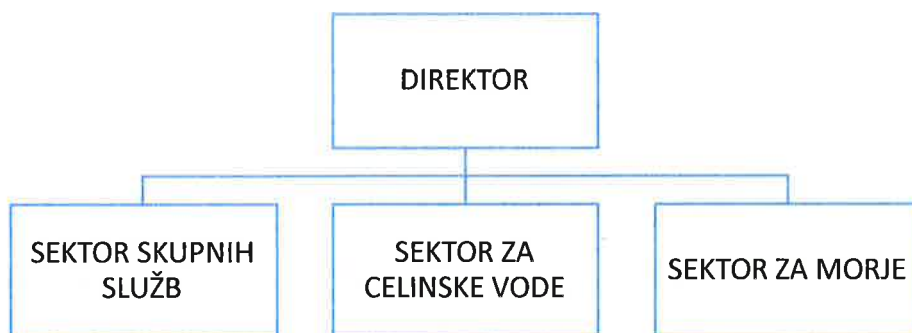 DIREKTOR
SEKTOR SKUPNIH
SLUŽB
SEKTOR ZA
CELINSKE VODE
SEKTOR ZA MORJE